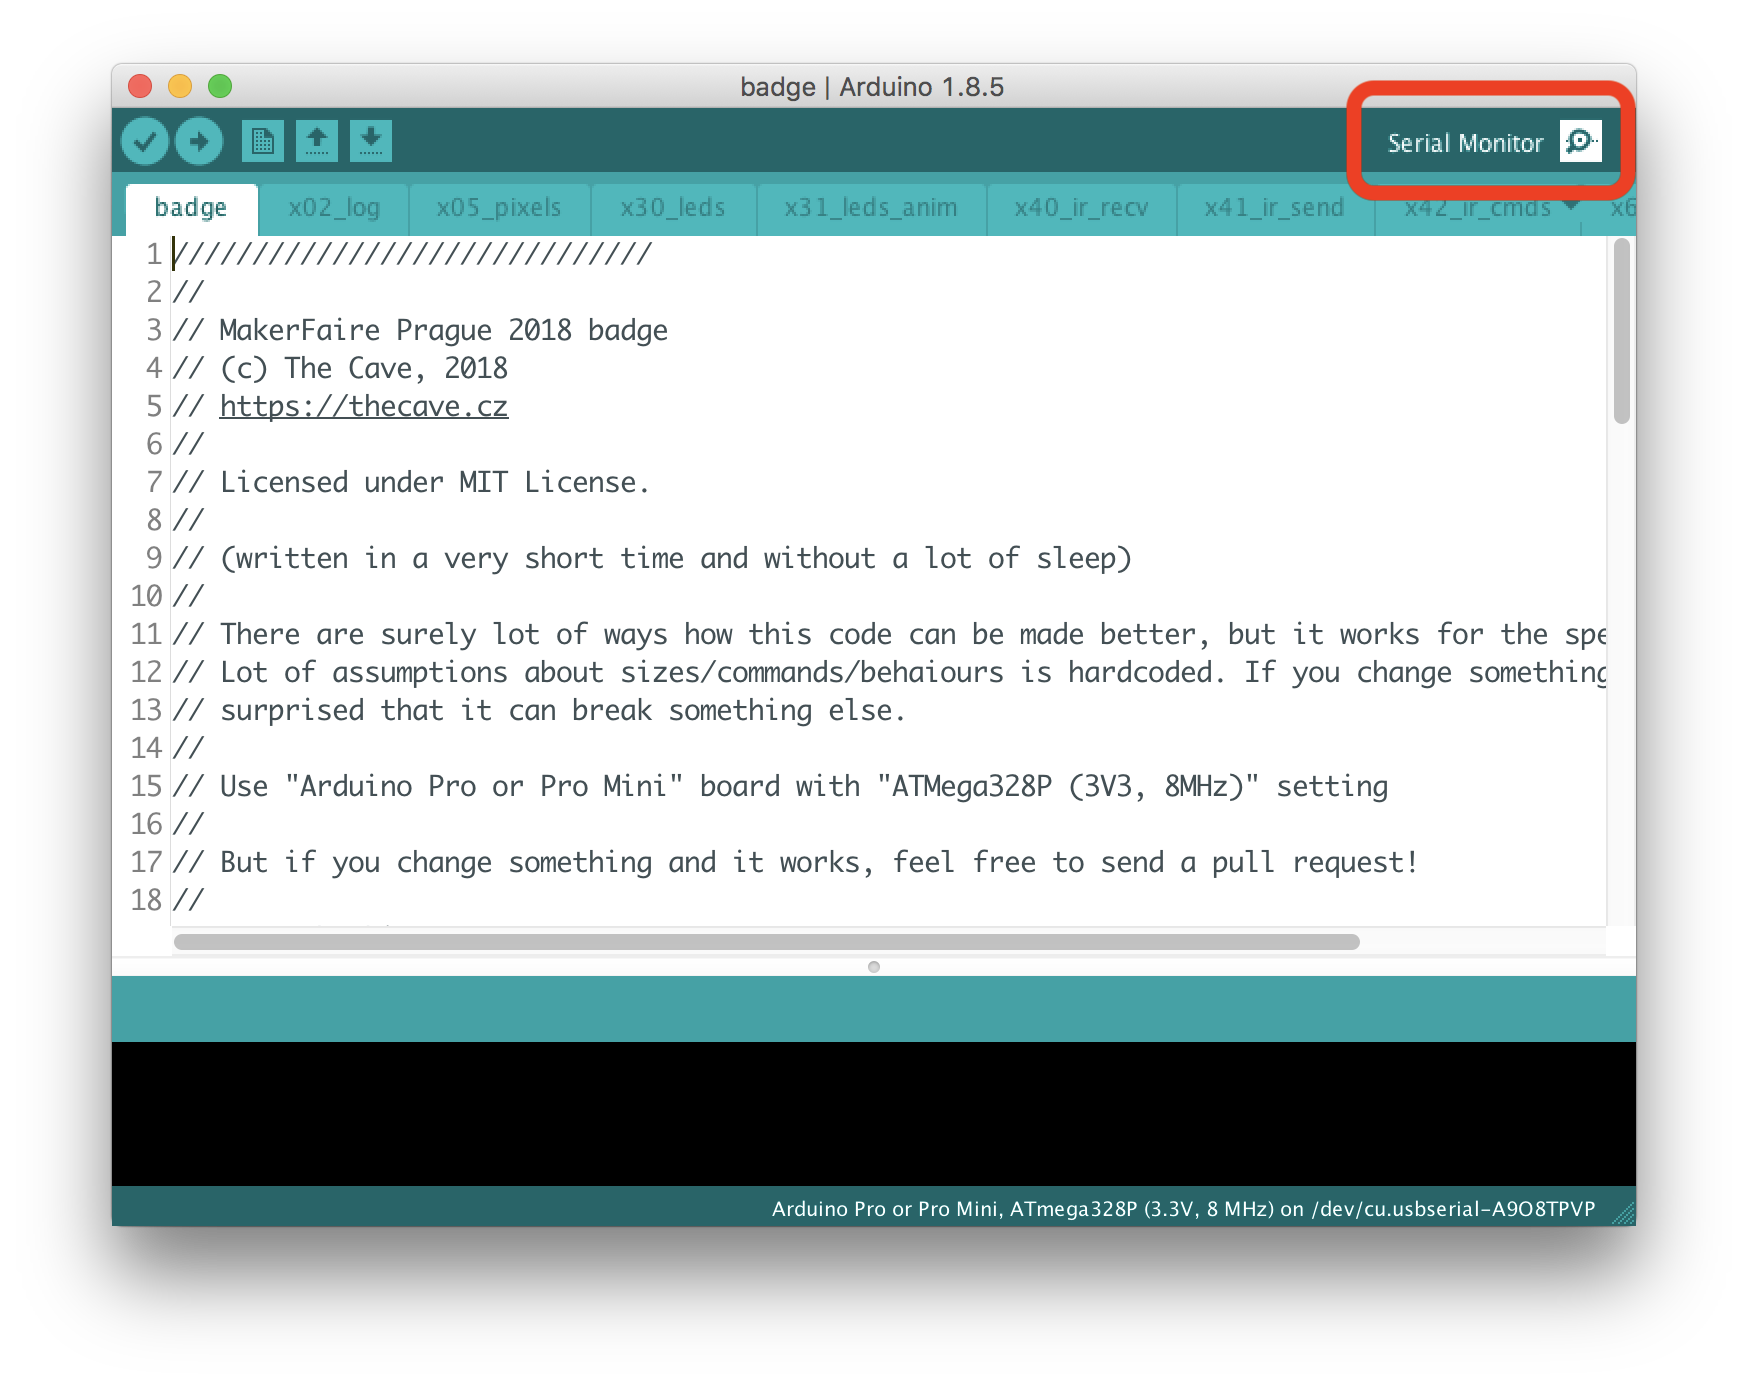 badge | Arduino 1.8.5
Serial Monitor
badge x02_log x05_pixels x30_leds x31_leds_anim x40_ir_recv x41_ir_send x42_ir_cmds x6
1 /////////////////////////////
2 //
3 // MakerFaire Prague 2018 badge
4 // (c) The Cave, 2018
5 // https://thecave.cz
6 //
7 // Licensed under MIT License.
8 //
9 // (written in a very short time and without a lot of sleep)
10 //
11 // There are surely lot of ways how this code can be made better, but it works for the spe
12 // Lot of assumptions about sizes/commands/behaiours is hardcoded. If you change something
13 // surprised that it can break something else.
14 //
15 // Use "Arduino Pro or Pro Mini" board with "ATMega328P (3V3, 8MHz)" setting
16 //
17 // But if you change something and it works, feel free to send a pull request!
18 //
Arduino Pro or Pro Mini, ATmega328P (3.3V, 8 MHz) on /dev/cu.usbserial-A9O8TPVP